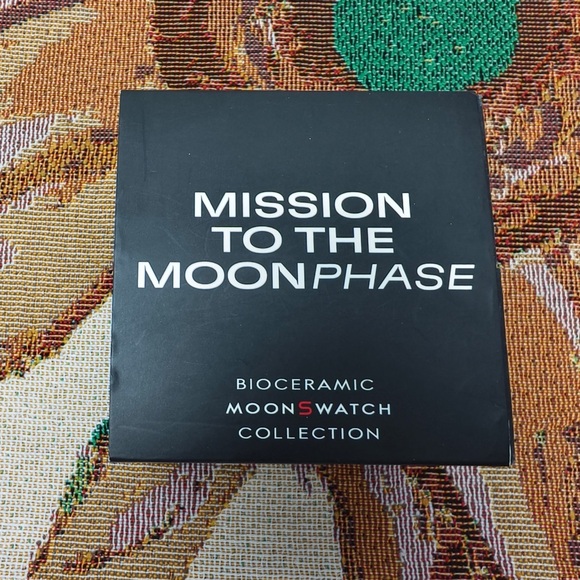 MISSION
TO THE
MOONPHASE
BIOCERAMIC
MOONSWATCH
COLLECTION